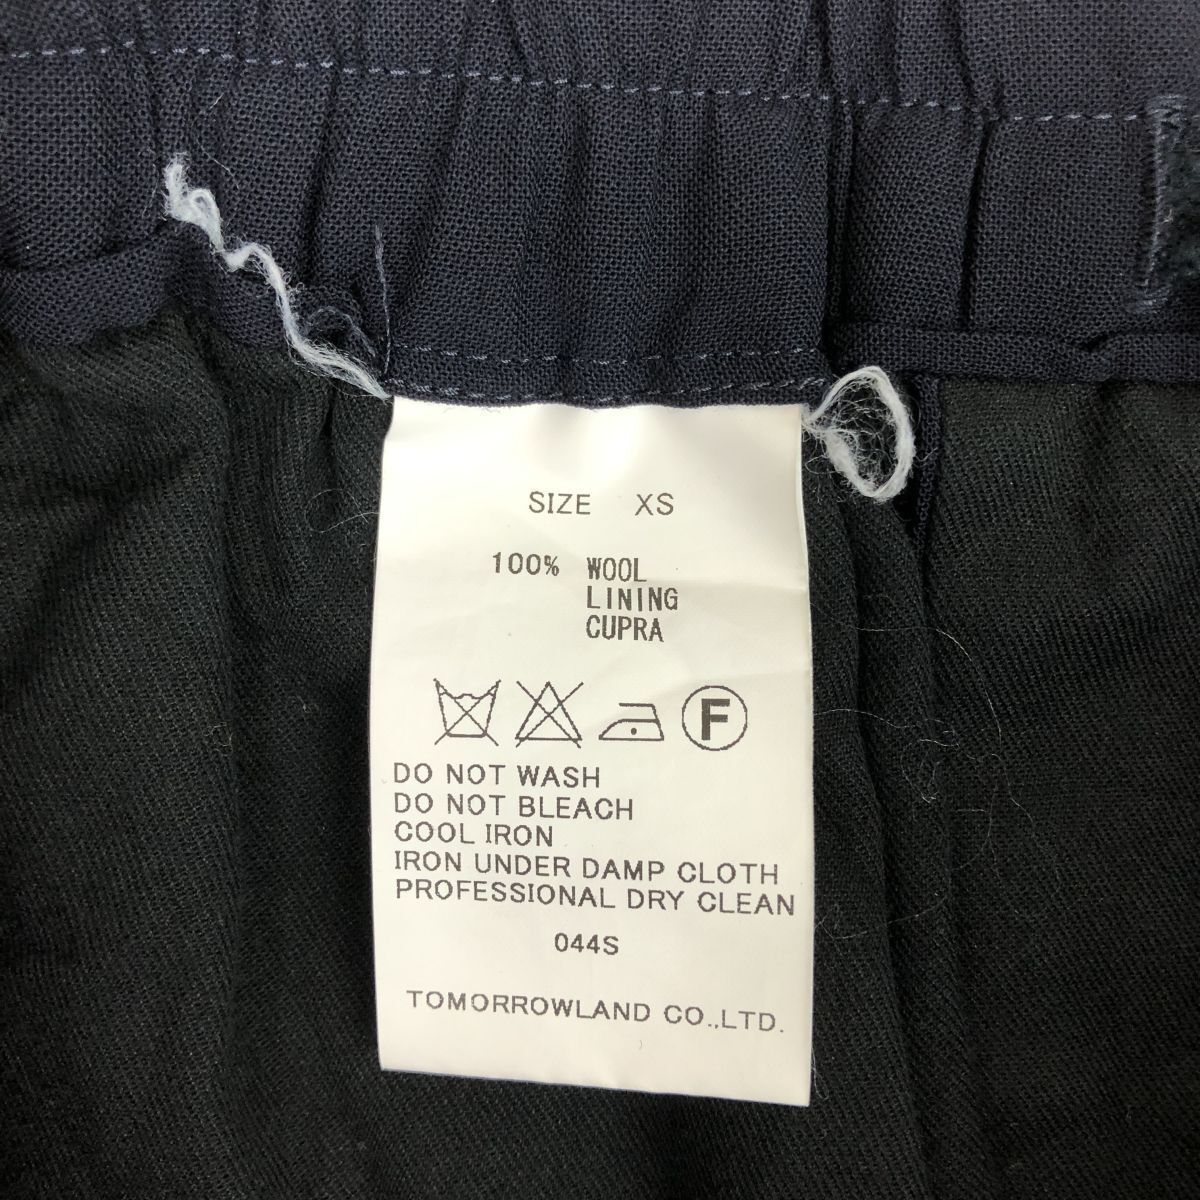 SIZE XS
100% WOOL
LINING
CUPRA
F
DO NOT WASH
DO NOT BLEACH
COOL IRON
IRON UNDER DAMP CLOTH
PROFESSIONAL DRY CLEAN
044S
TOMORROWLAND CO.,LTD.